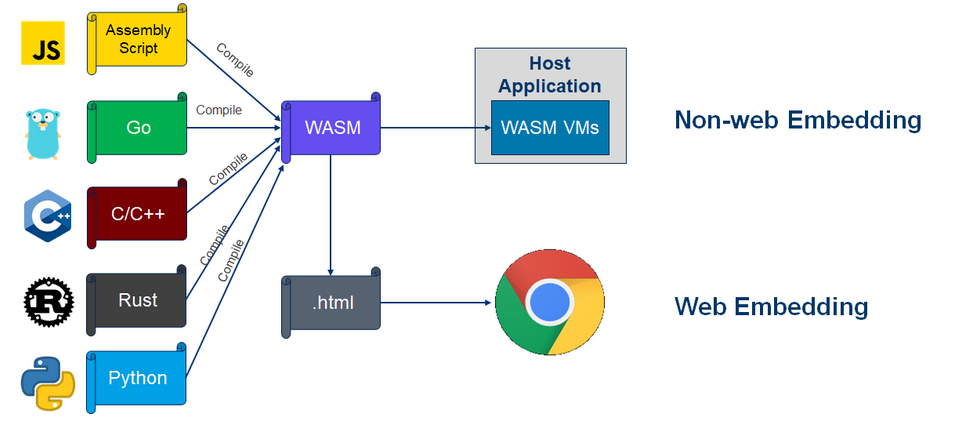 JS
Assembly
Script
Compile
Go
Compile
WASM
Host
Application
WASM VMs
Non-web Embedding
C++
C/C++
Compile
R
Rust
Compile
.html
Web Embedding
Python
Compile